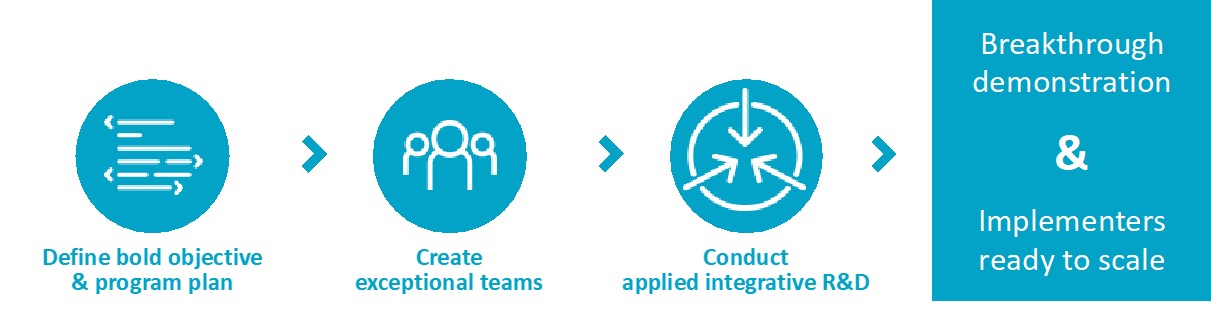 Define bold objective
& program plan
Create
exceptional teams
Conduct
applied integrative R&D
Breakthrough
demonstration
&
Implementers
ready to scale